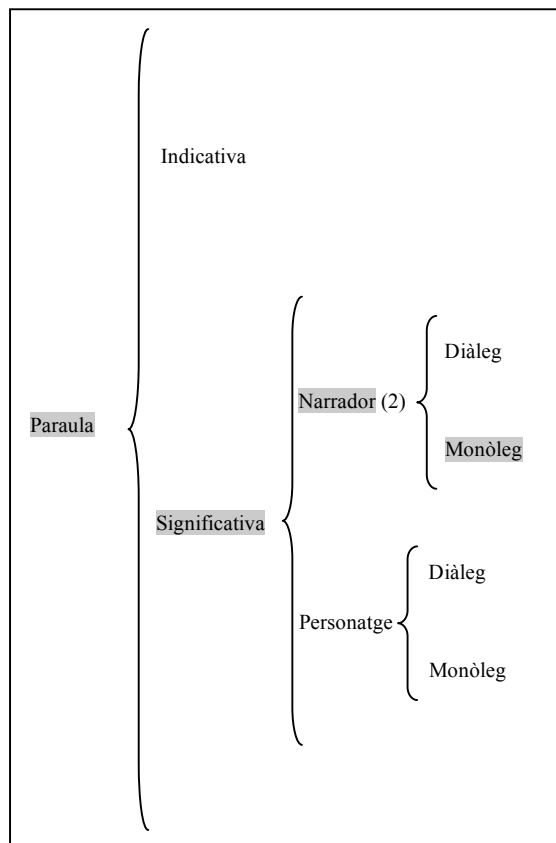 Indicativa
Diàleg
Narrador (2)
Paraula
Monòleg
Significativa
Diàleg
Personatge
Monòleg